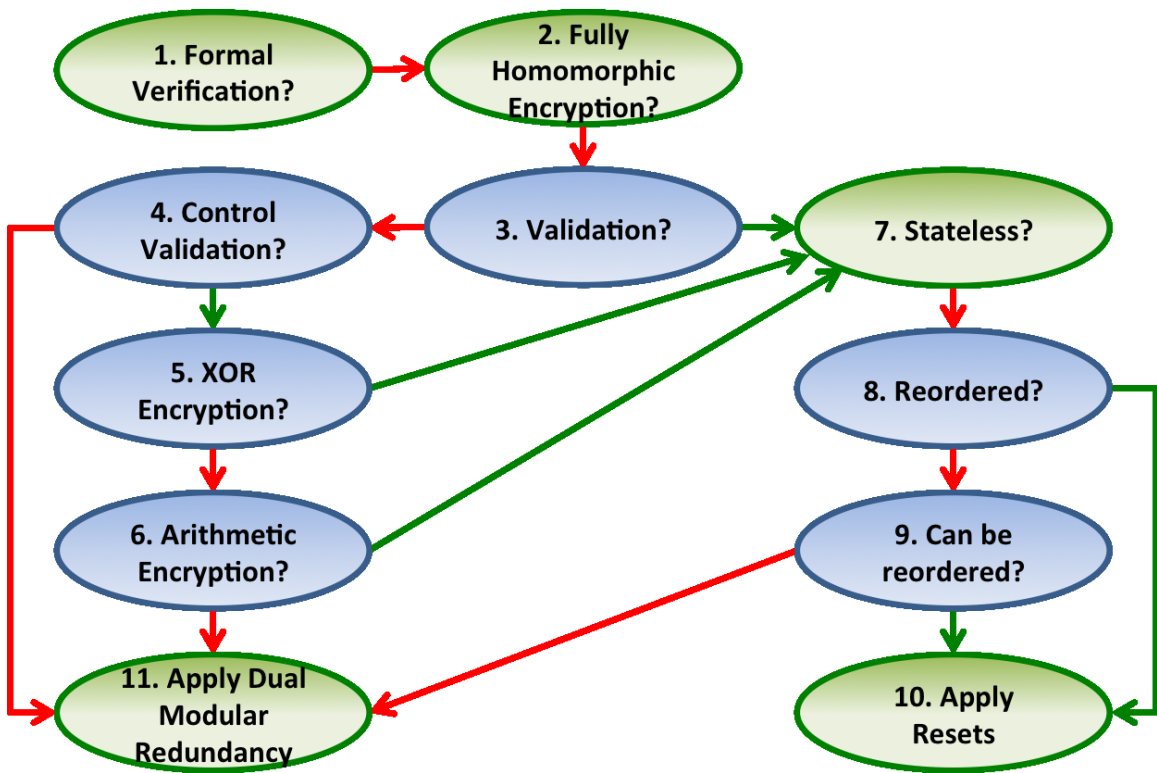 1. Formal
Verification?
2. Fully
Homomorphic
Encryption?
4. Control
Validation?
3. Validation?
7. Stateless?
5. XOR
Encryption?
8. Reordered?
6. Arithmetic
Encryption?
9. Can be
reordered?
11. Apply Dual
Modular
Redundancy
10. Apply
Resets